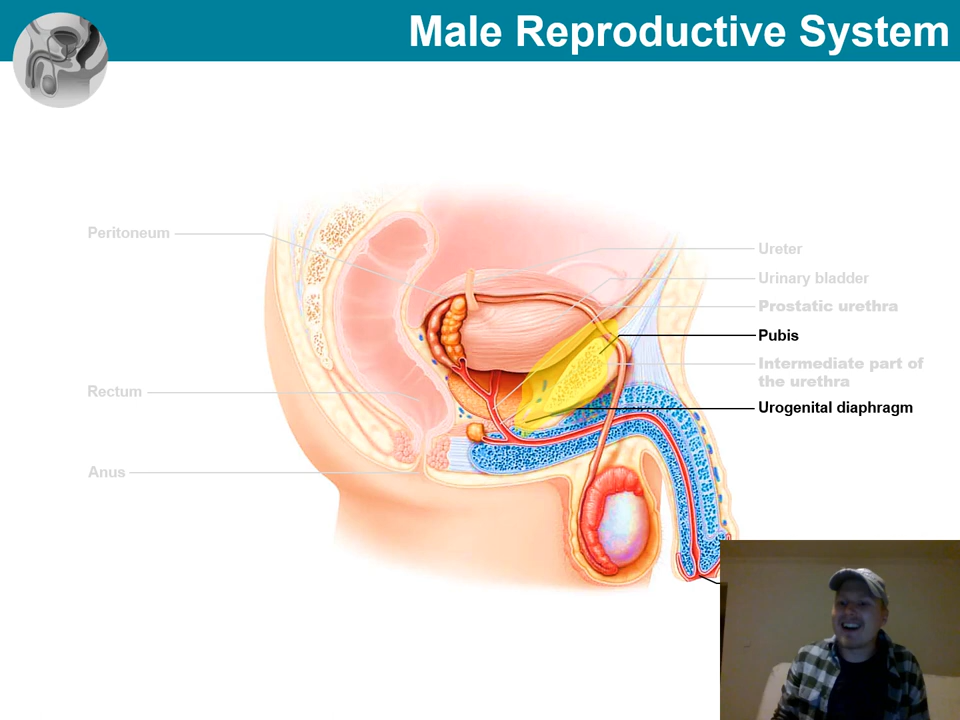 Male Reproductive System
Peritoneum
Ureter
Urinary bladder
Prostatic urethra
Pubis
Intermediate part of
the urethra
Rectum
Urogenital diaphragm
Anus